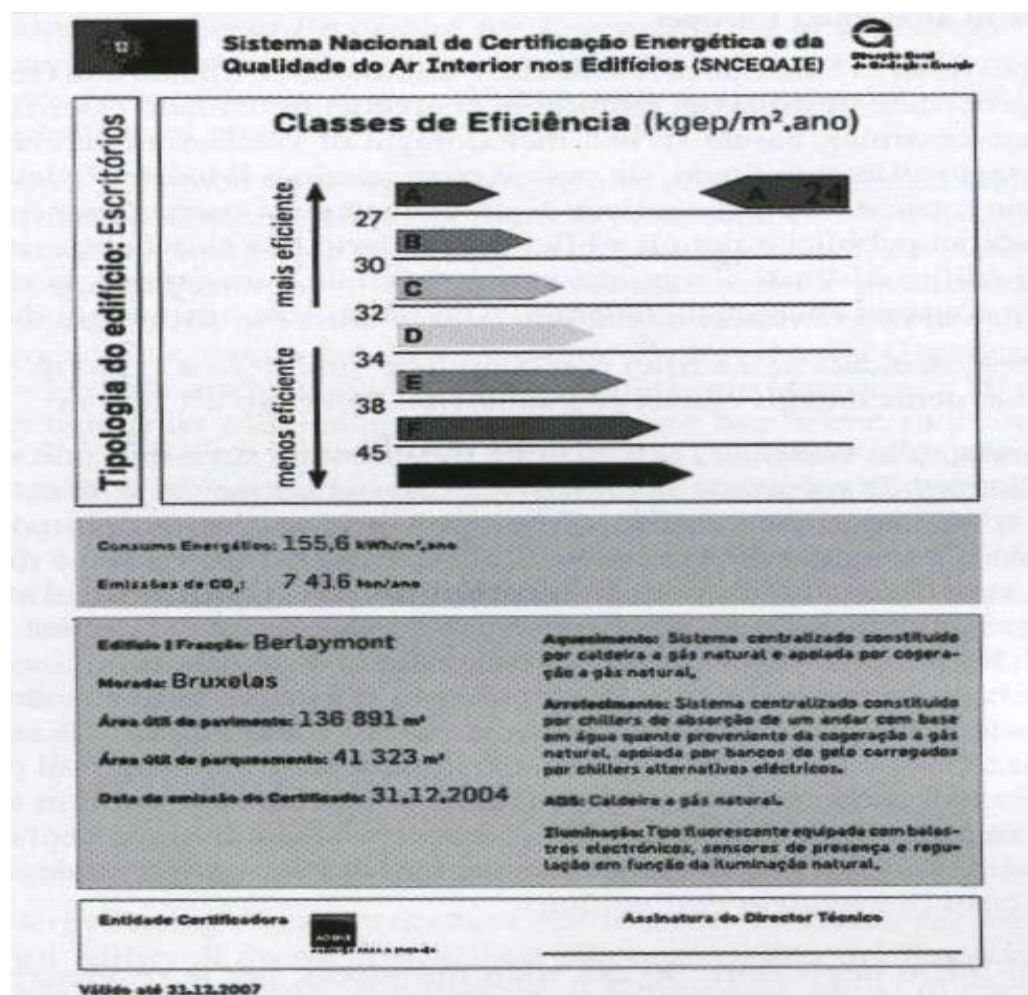 Sistema Nacional de Certificação Energética e da
Qualidade do Ar Interior nos Edifícios (SNCEQAIE)
Direcção Geral
de Geologia e Energia
Tipologia do edifício: Escritórios
Classes de Eficiência (kgep/m².ano)
mais eficiente
menos eficiente
A
27
B
30
C
32
D
34
E
38
F
45
A 24
Consumo Energético: 155,6 kWh/m².ano
Emissões de CO₂: 7 416 ton/ano
Edifício | Fracção: Berlaymont
Morada: Bruxelas
Área útil de pavimento: 136 891 m²
Área útil de parqueamento: 41 323 m²
Data de emissão do Certificado: 31.12.2004
Aquecimento: Sistema centralizado constituído
por caldeira a gás natural e apoiada por cogera-
ção a gás natural.
Arrefecimento: Sistema centralizado constituído
por chillers de absorção de um andar com base
em água quente proveniente da cogeração a gás
natural, apoiada por bancos de gelo carregados
por chillers alternativos eléctricos.
AQS: Caldeira a gás natural.
Iluminação: Tipo fluorescente equipada com balas-
tros electrónicos, sensores de presença e regu-
lação em função da iluminação natural.
Entidade Certificadora
Assinatura do Director Técnico
Válido até 31.12.2007